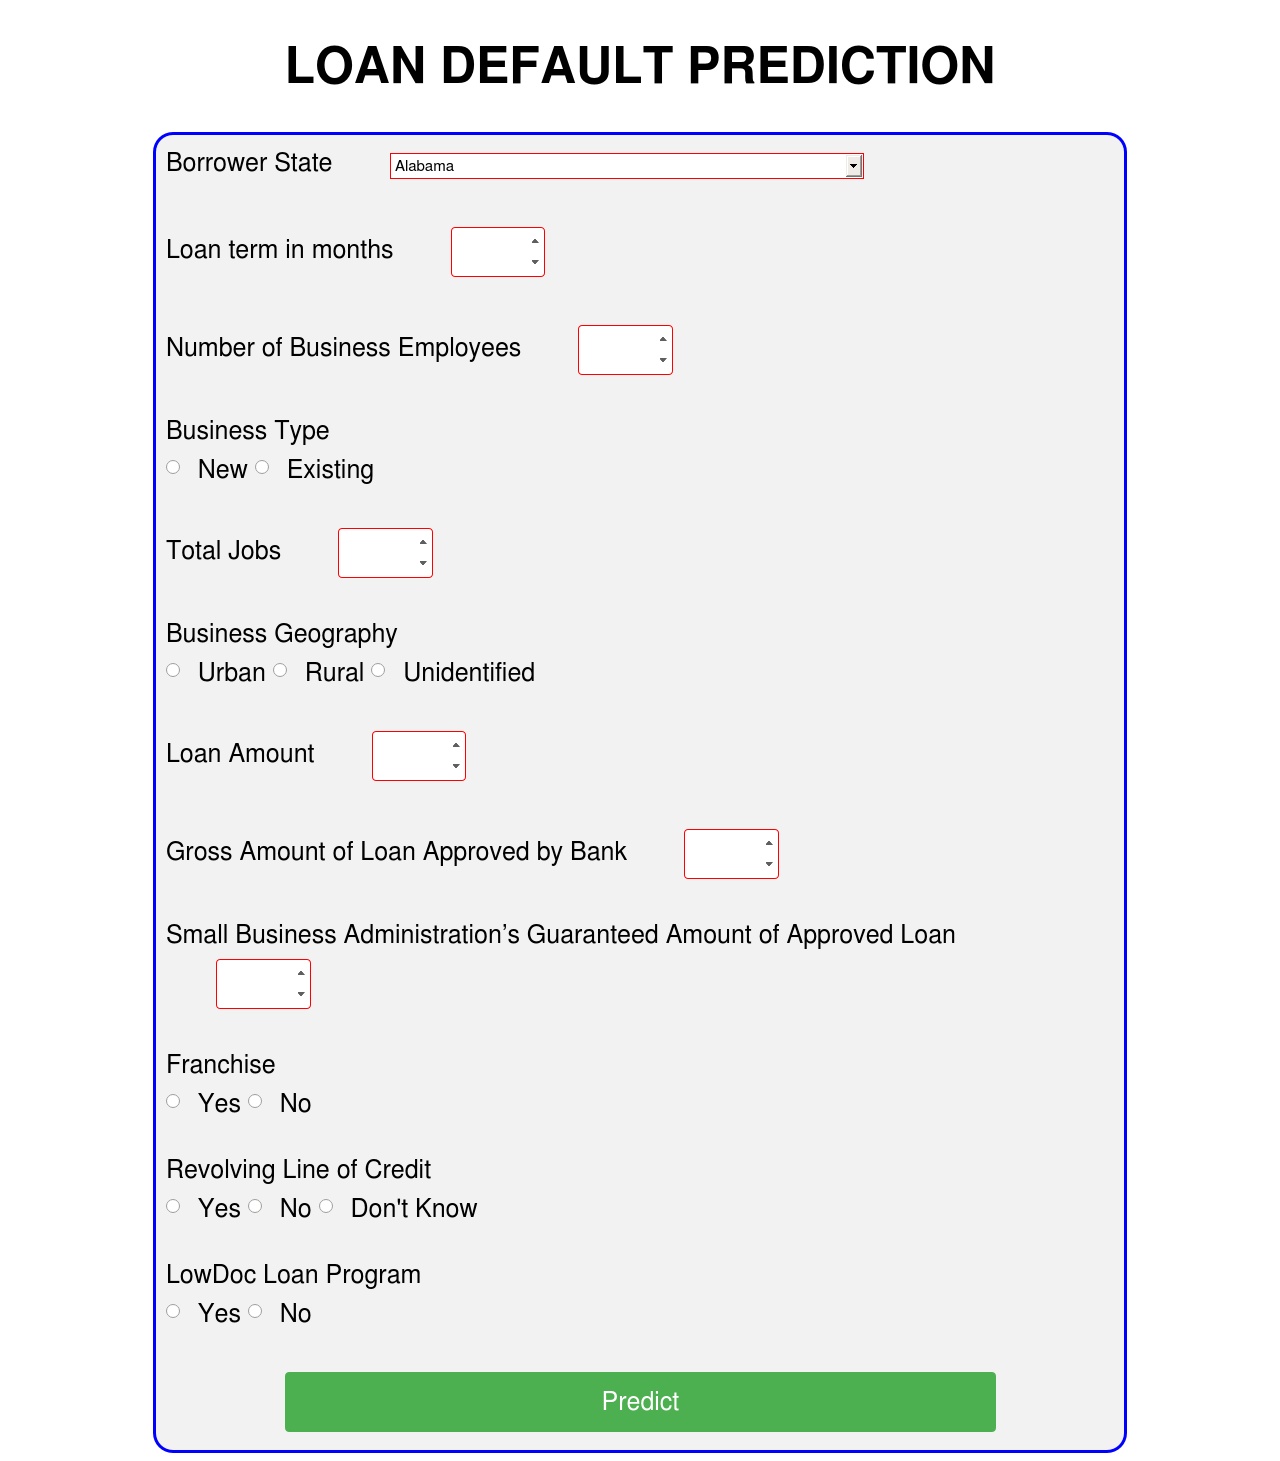 LOAN DEFAULT PREDICTION
Borrower State Alabama
Loan term in months
Number of Business Employees
Business Type
New Existing
Total Jobs
Business Geography
Urban Rural Unidentified
Loan Amount
Gross Amount of Loan Approved by Bank
Small Business Administration’s Guaranteed Amount of Approved Loan
Franchise
Yes No
Revolving Line of Credit
Yes No Don't Know
LowDoc Loan Program
Yes No
Predict